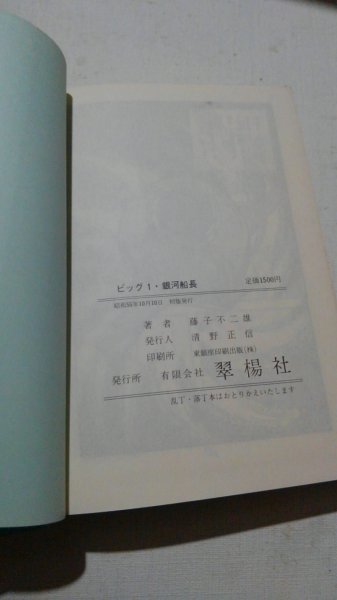 ビッグ1・銀河船長 定価1500円
昭和55年10月10日 初版発行
著者 藤子不二雄
発行人 清野正信
印刷所 東銀座印刷出版(株)
発行所 有限会社 翠楊社
乱丁・落丁本はおとりかえいたします